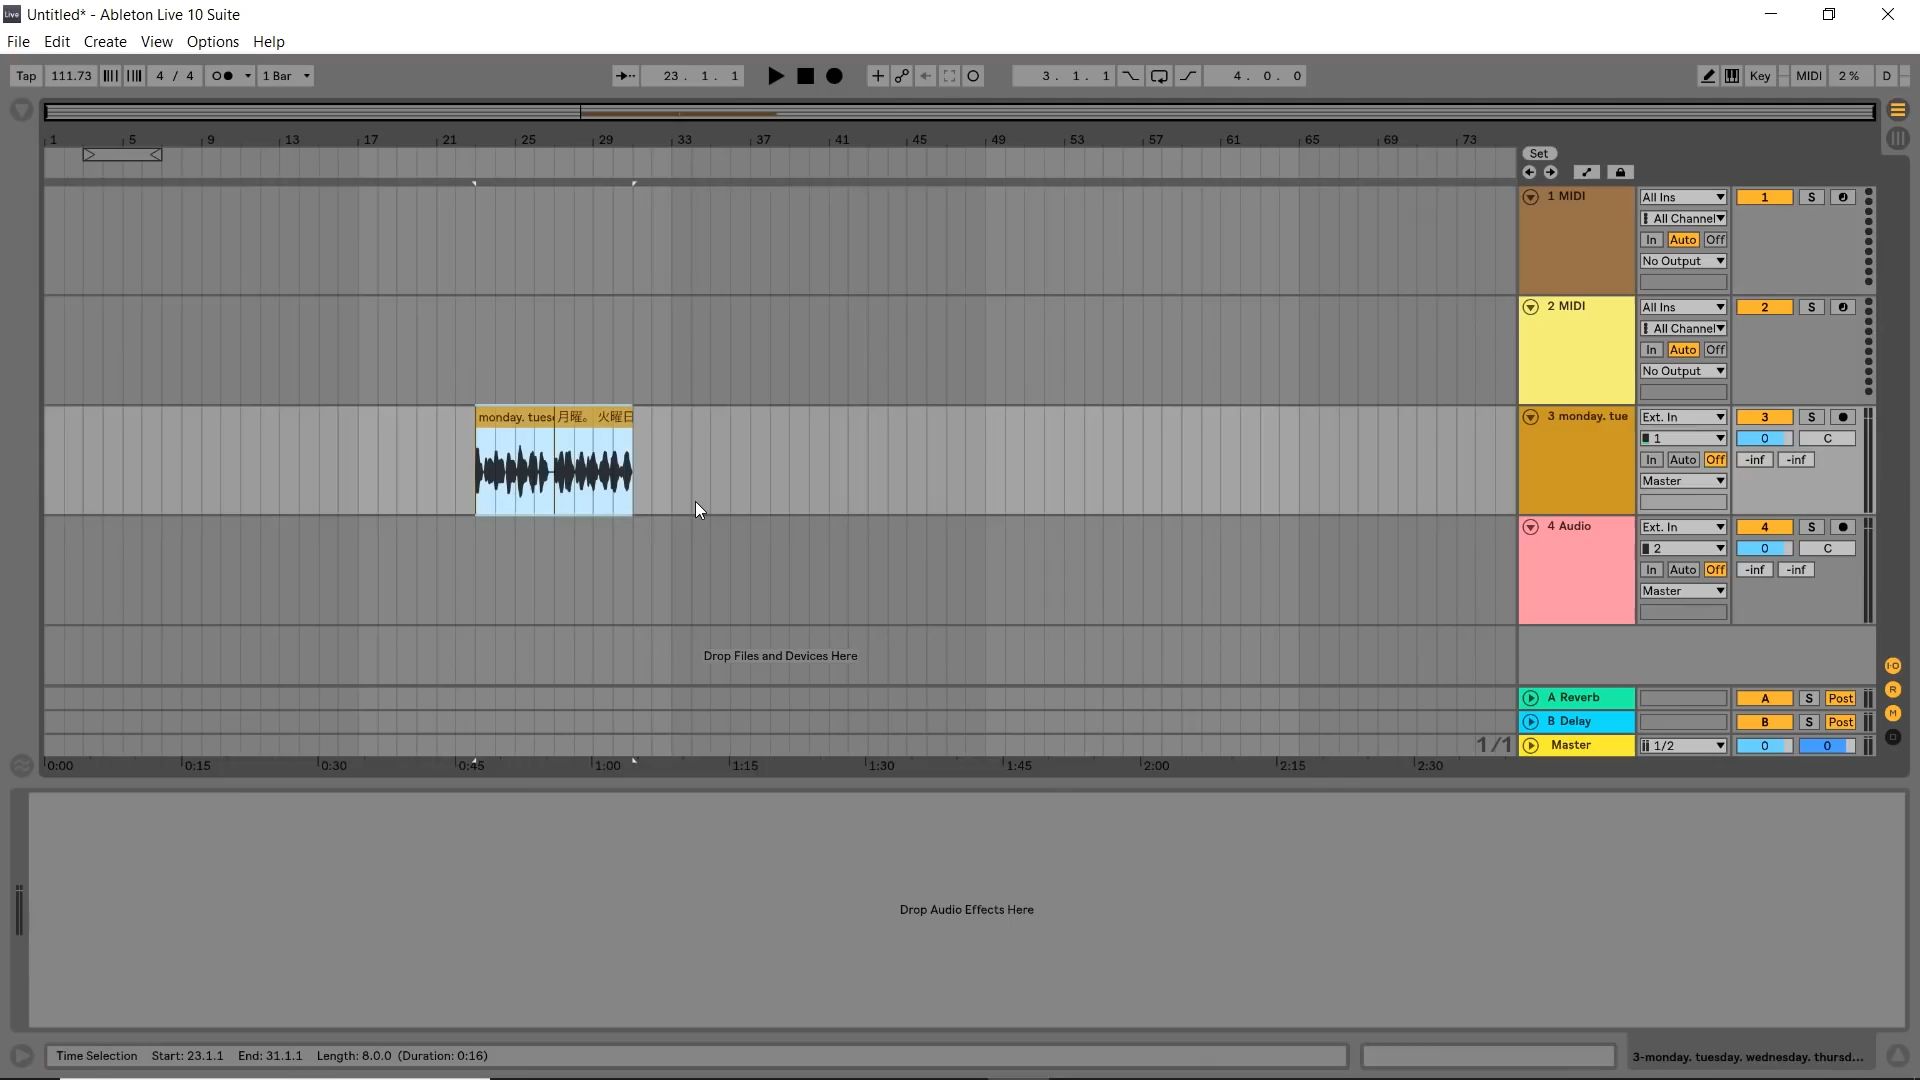 Live Untitled* - Ableton Live 10 Suite
File Edit Create View Options Help
Tap 111.73 4 / 4 1 Bar 23. 1. 1 3. 1. 1 4. 0. 0 Key MIDI 2 % D
1 5 9 13 17 21 25 29 33 37 41 45 49 53 57 61 65 69 73
Set
1 MIDI All Ins 1 S
All Channel
In Auto Off
No Output
2 MIDI All Ins 2 S
All Channel
In Auto Off
No Output
monday. tues 月曜。 火曜日
3 monday. tue Ext. In 3 S
1 0 C
In Auto Off -inf -inf
Master
4 Audio Ext. In 4 S
2 0 C
In Auto Off -inf -inf
Master
Drop Files and Devices Here
A Reverb A S Post
B Delay B S Post
1/1 Master 1/2 0 0
I·O
R
M
D
0:00 0:15 0:30 0:45 1:00 1:15 1:30 1:45 2:00 2:15 2:30
Drop Audio Effects Here
Time Selection Start: 23.1.1 End: 31.1.1 Length: 8.0.0 (Duration: 0:16) 3-monday. tuesday. wednesday. thursd...